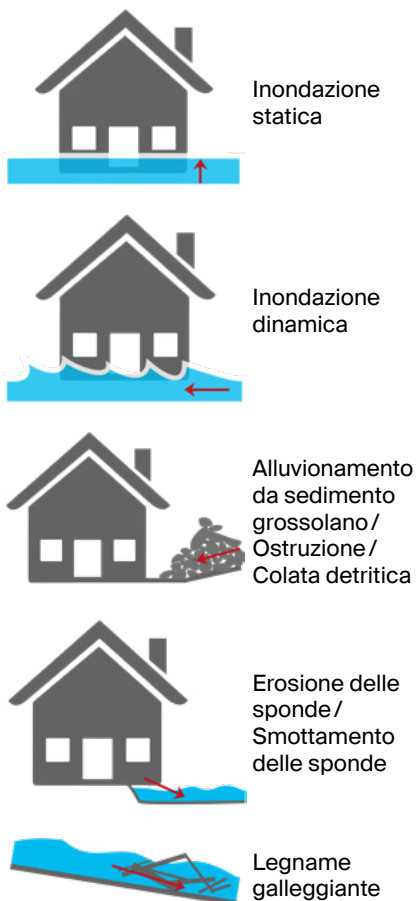 Inondazione
statica
Inondazione
dinamica
Alluvionamento
da sedimento
grossolano /
Ostruzione /
Colata detritica
Erosione delle
sponde /
Smottamento
delle sponde
Legname
galleggiante